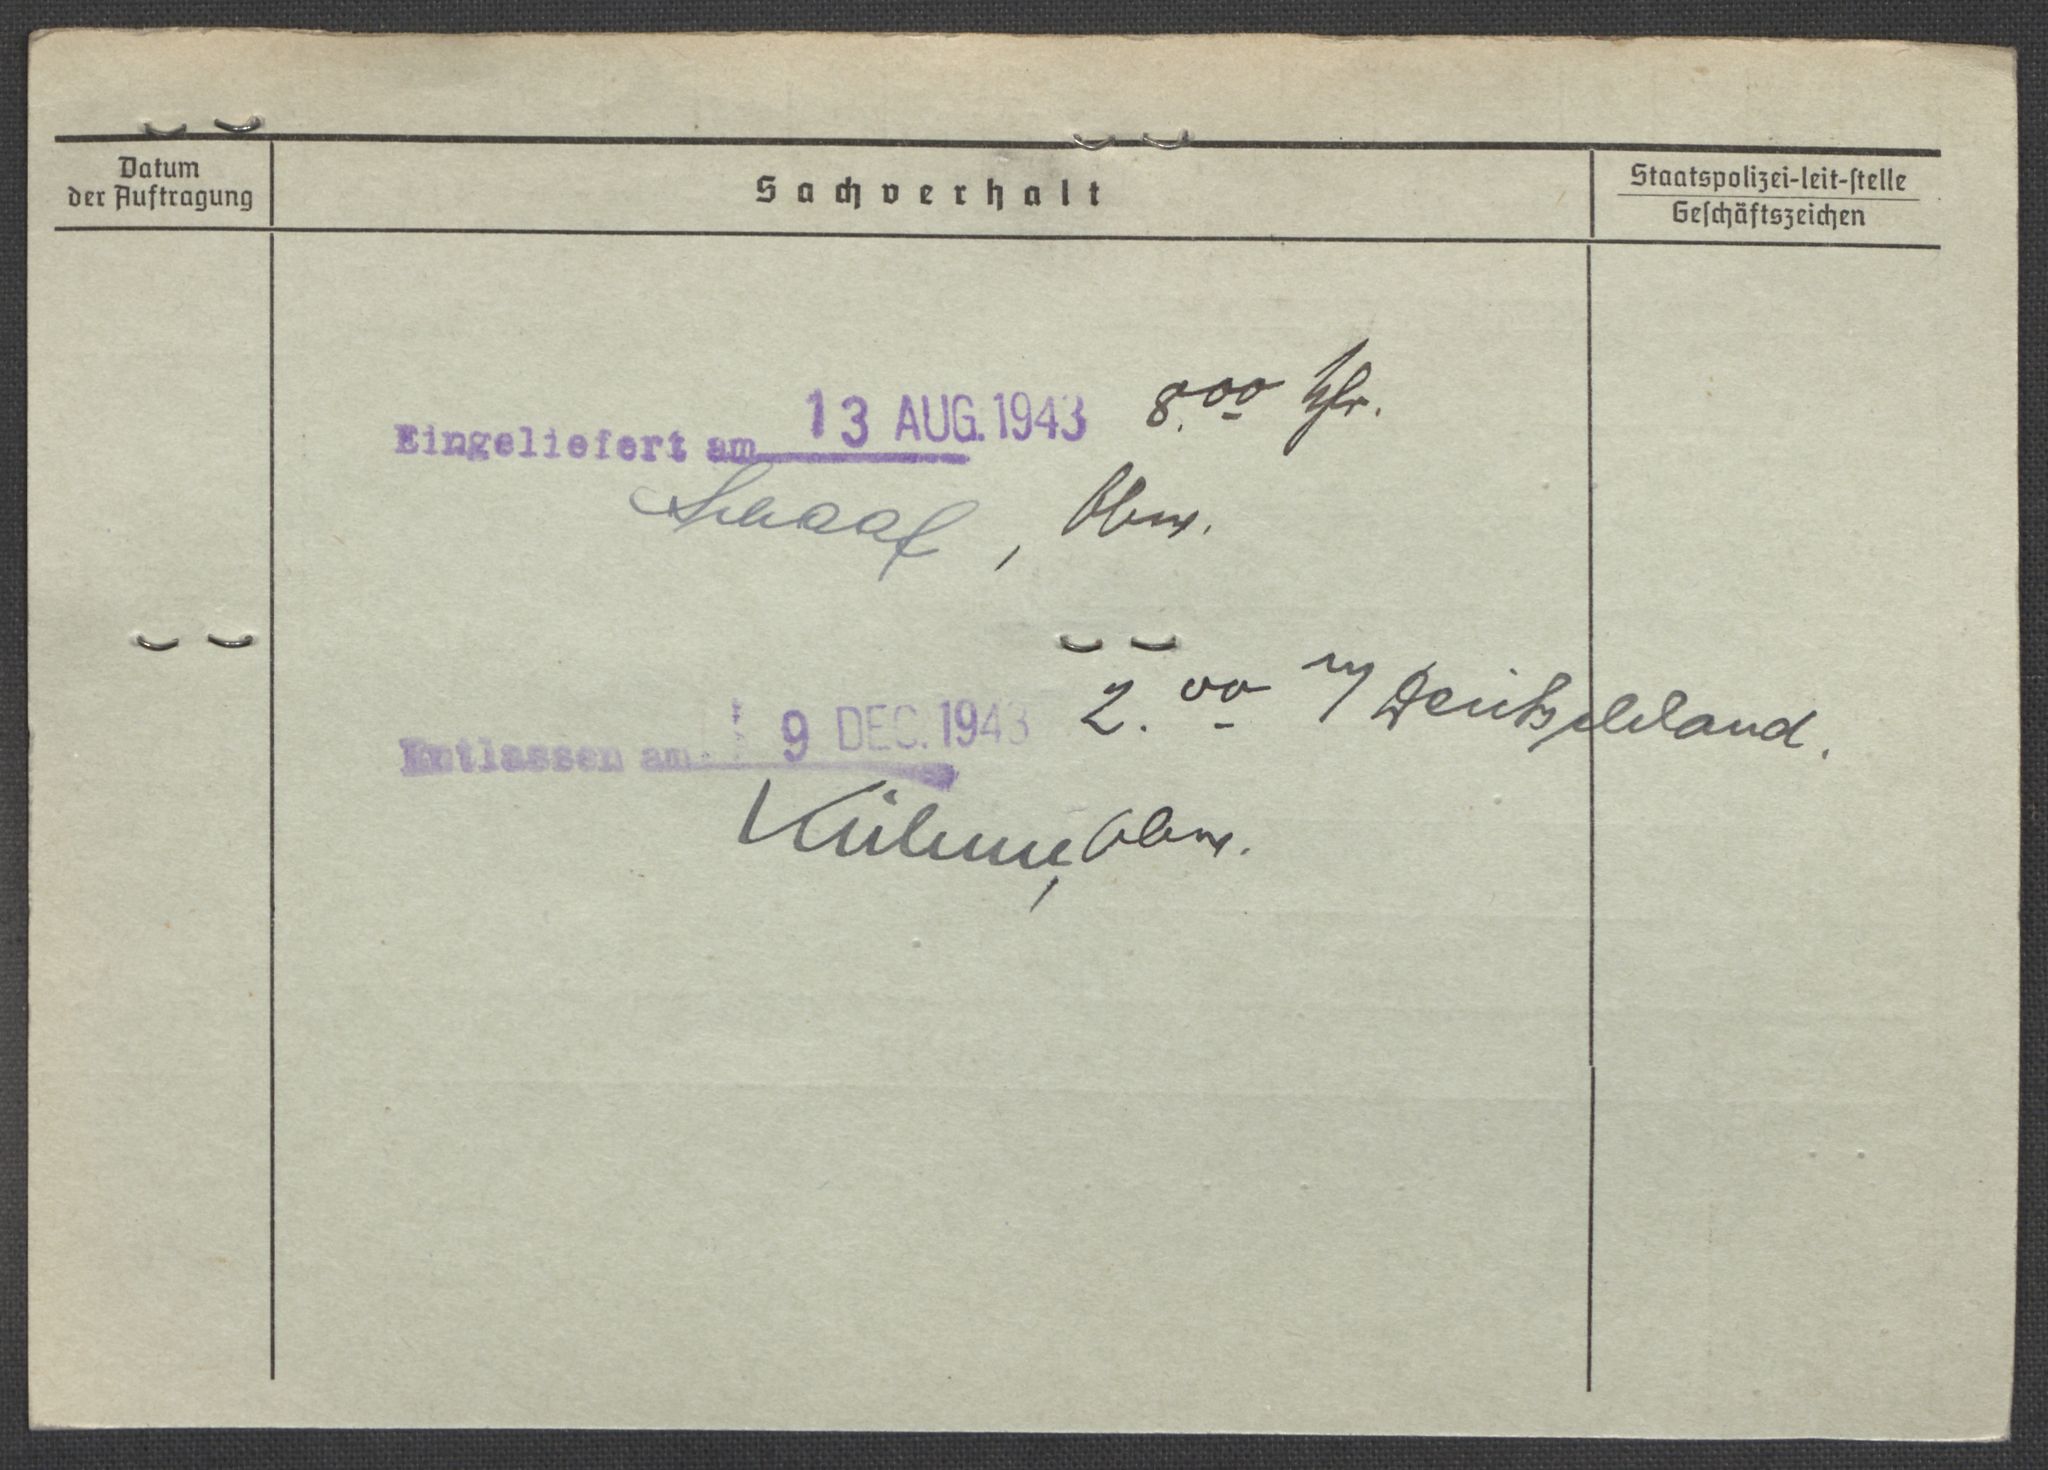 Datum
der Auftragung
Sachverhalt
Staatspolizei-leit-stelle
Geschäftszeichen
Eingeliefert am 13 AUG. 1943 8.00 Uhr.
Schaaf,
Entlassen am 9 DEC. 1943 2.00 n/ Deutschland.